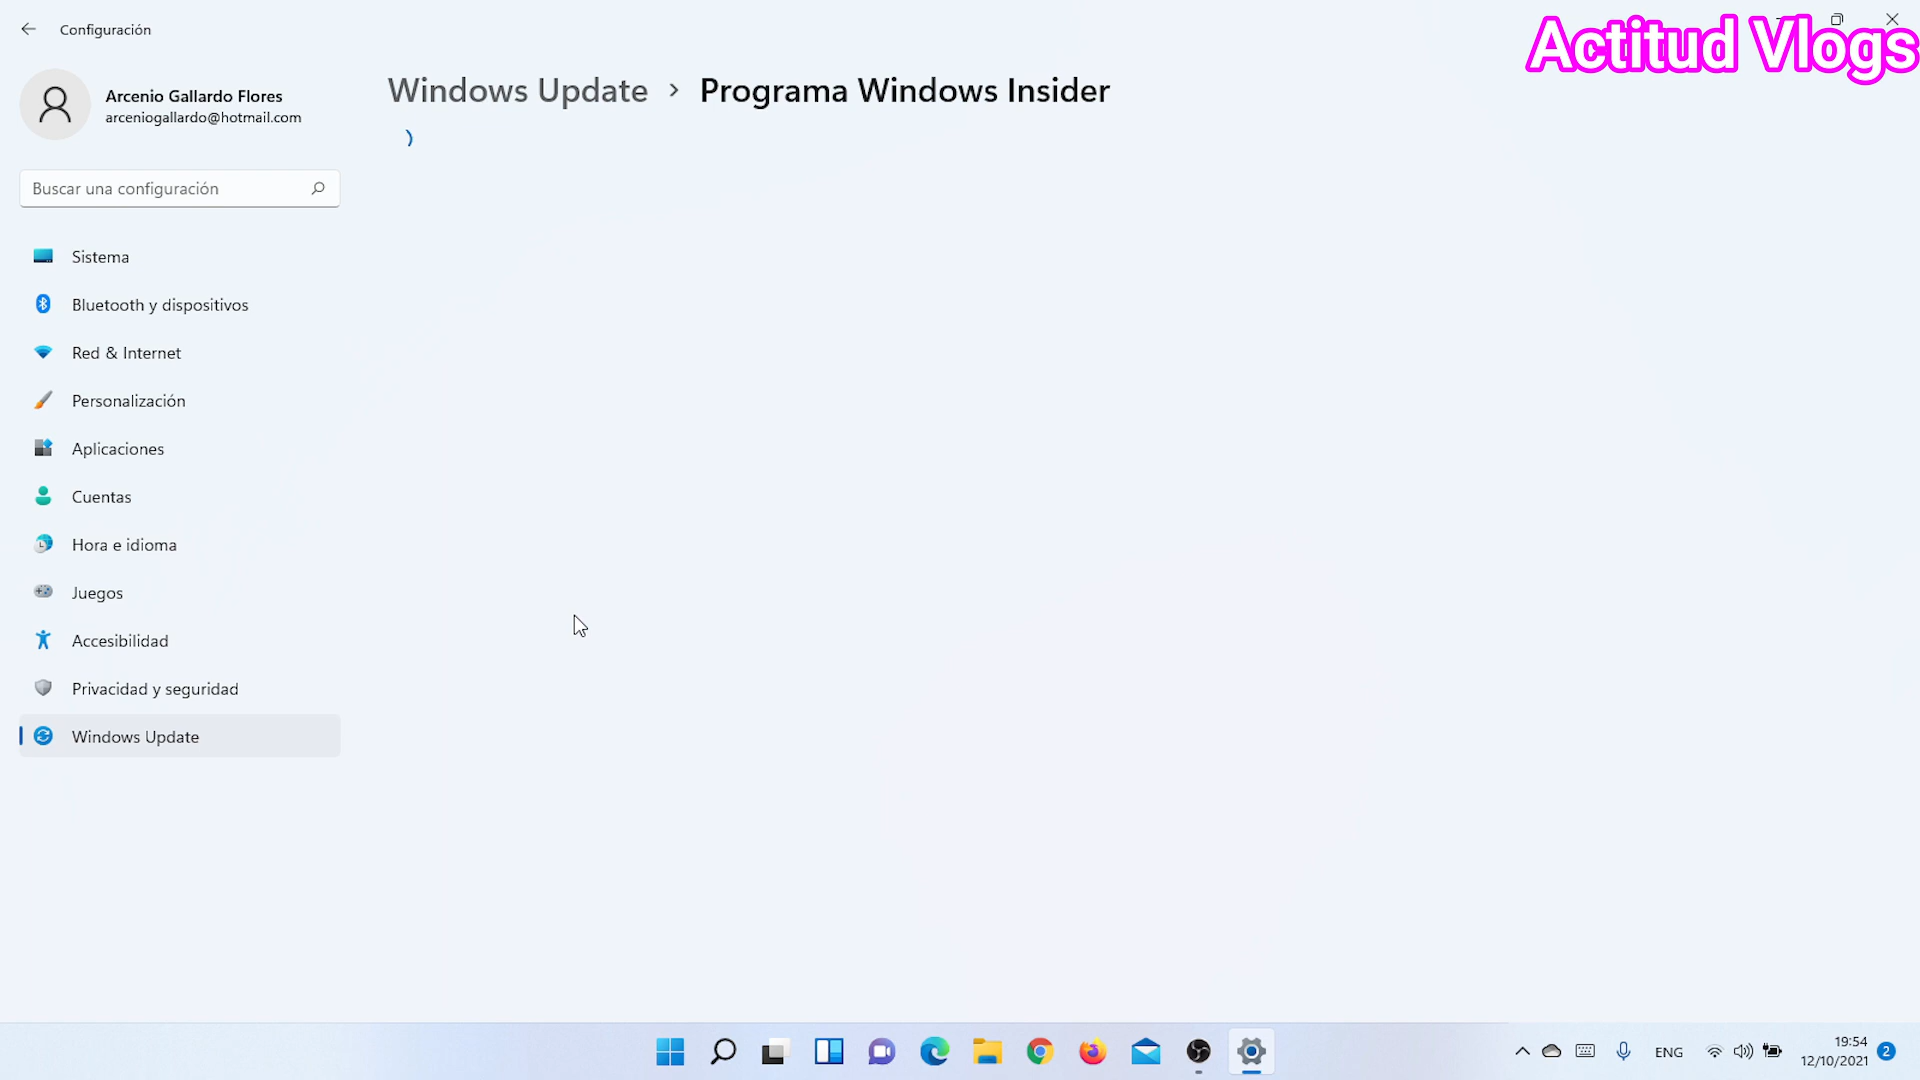 Configuración
Actitud Vlogs
Arcenio Gallardo Flores
arceniogallardo@hotmail.com
Windows Update > Programa Windows Insider
Buscar una configuración
Sistema
Bluetooth y dispositivos
Red & Internet
Personalización
Aplicaciones
Cuentas
Hora e idioma
Juegos
Accesibilidad
Privacidad y seguridad
Windows Update
ENG
19:54
12/10/2021
2